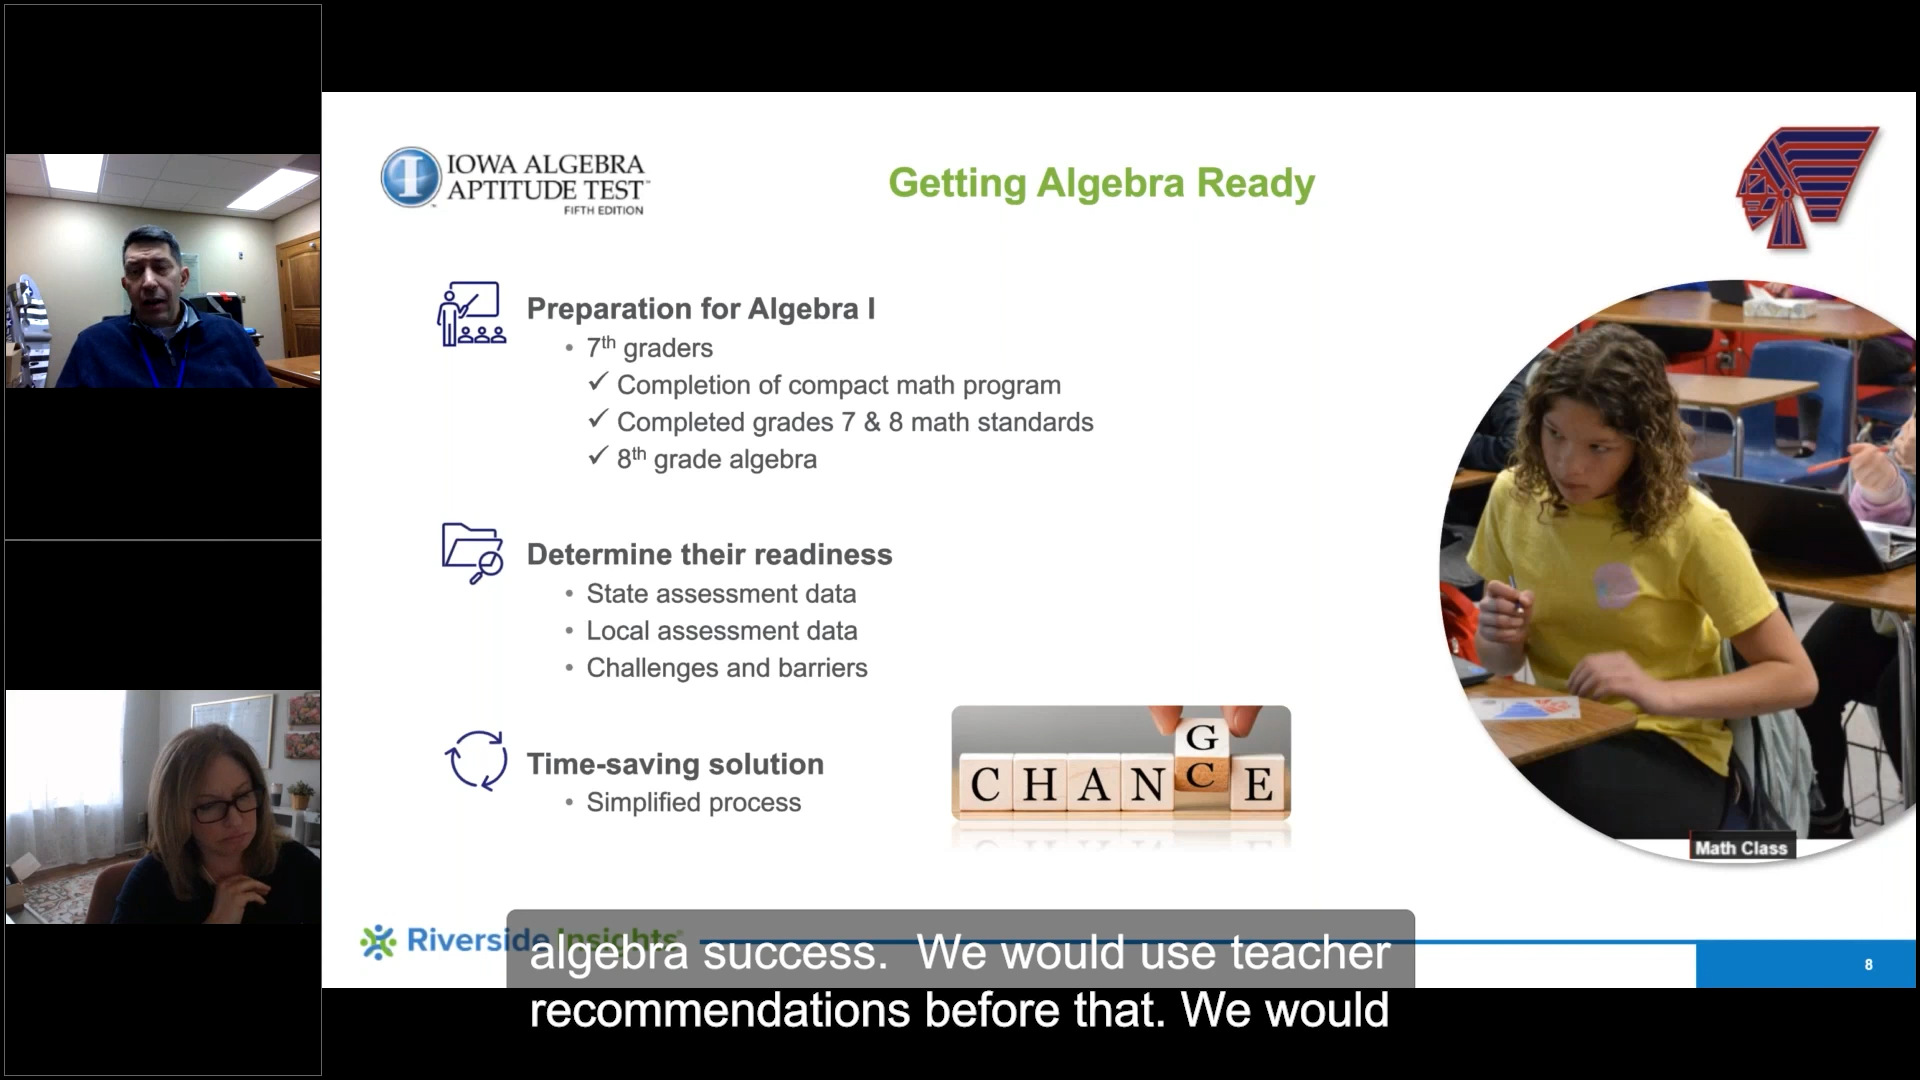 IOWA ALGEBRA
APTITUDE TEST™
FIFTH EDITION
Getting Algebra Ready
Preparation for Algebra I
• 7th graders
✓ Completion of compact math program
✓ Completed grades 7 & 8 math standards
✓ 8th grade algebra
Determine their readiness
• State assessment data
• Local assessment data
• Challenges and barriers
Time-saving solution
• Simplified process
G
CHANCE
Math Class
Riverside Insights
algebra success. We would use teacher
recommendations before that. We would
8